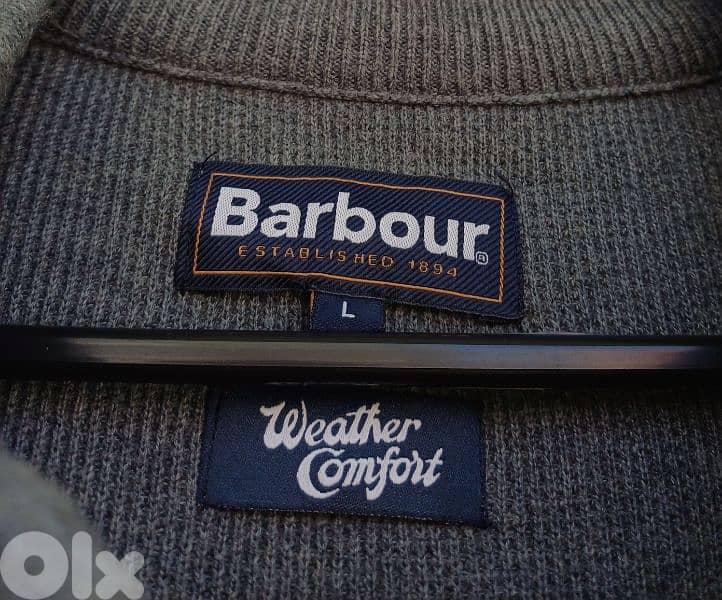 Barbour®
ESTABLISHED 1894
L
Weather
Comfort
Olx